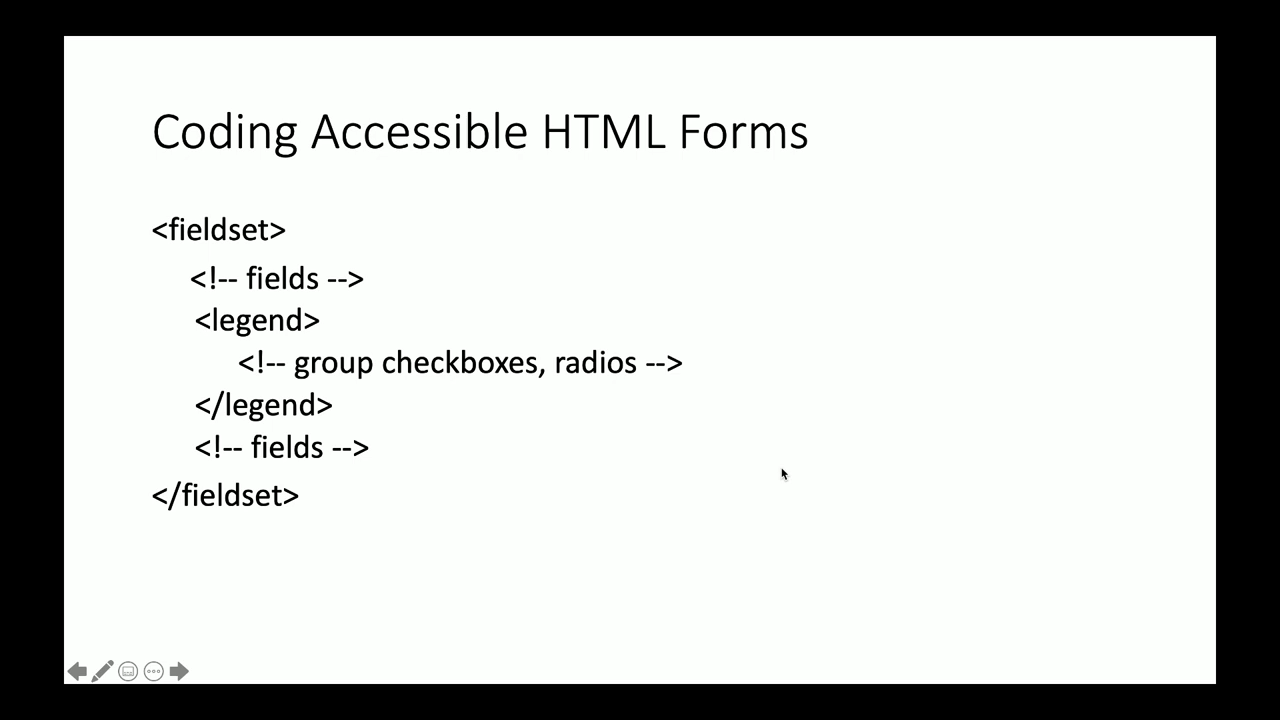 Coding Accessible HTML Forms
<fieldset>
<!-- fields -->
<legend>
<!-- group checkboxes, radios -->
</legend>
<!-- fields -->
</fieldset>